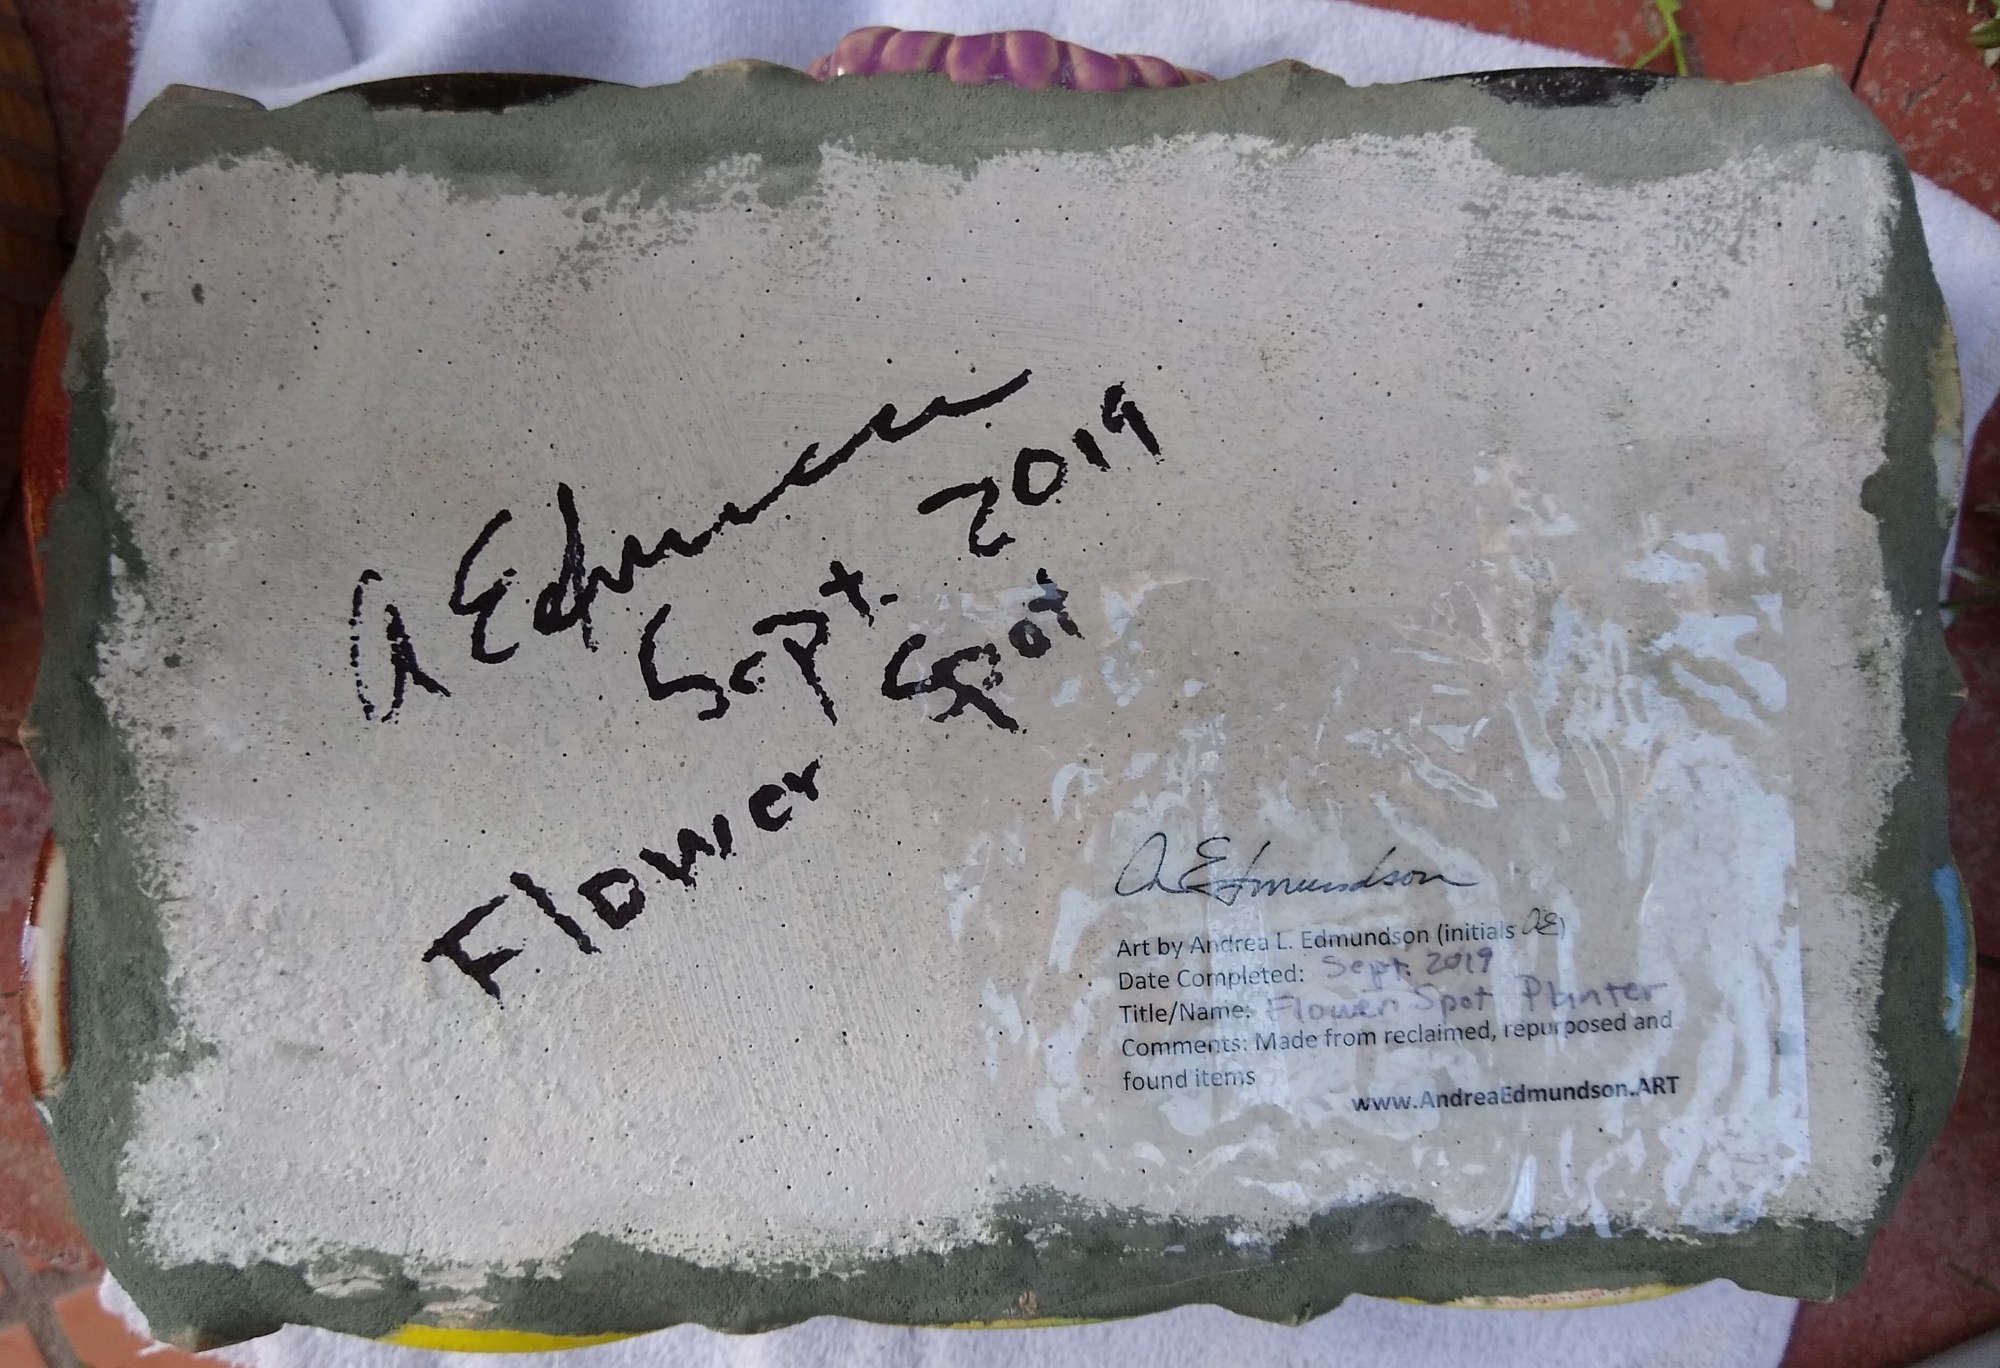 A Edmundson
Sept. 2019
Flower Spot
A Edmundson
Art by Andrea L. Edmundson (initials AE)
Date Completed: Sept. 2019
Title/Name: Flower Spot Planter
Comments: Made from reclaimed, repurposed and
found items
www.AndreaEdmundson.ART